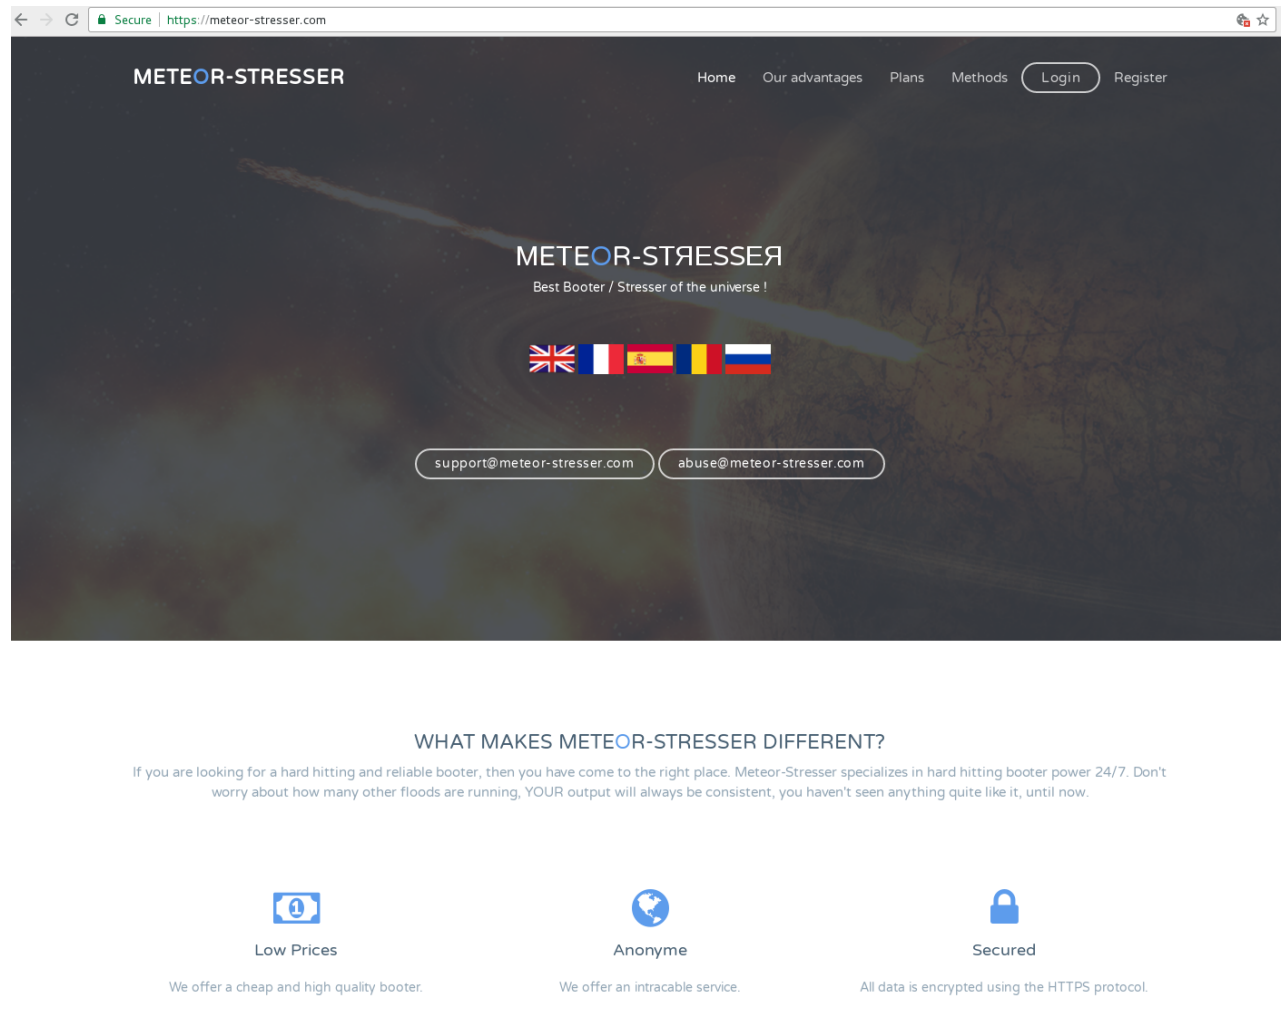 Secure https://meteor-stresser.com
METEOR-STRESSER Home Our advantages Plans Methods Login Register
METEOR-STЯESSEЯ
Best Booter / Stresser of the universe !
support@meteor-stresser.com abuse@meteor-stresser.com
WHAT MAKES METEOR-STRESSER DIFFERENT?
If you are looking for a hard hitting and reliable booter, then you have come to the right place. Meteor-Stresser specializes in hard hitting booter power 24/7. Don't
worry about how many other floods are running, YOUR output will always be consistent, you haven't seen anything quite like it, until now.
1
Low Prices Anonyme Secured
We offer a cheap and high quality booter. We offer an intracable service. All data is encrypted using the HTTPS protocol.